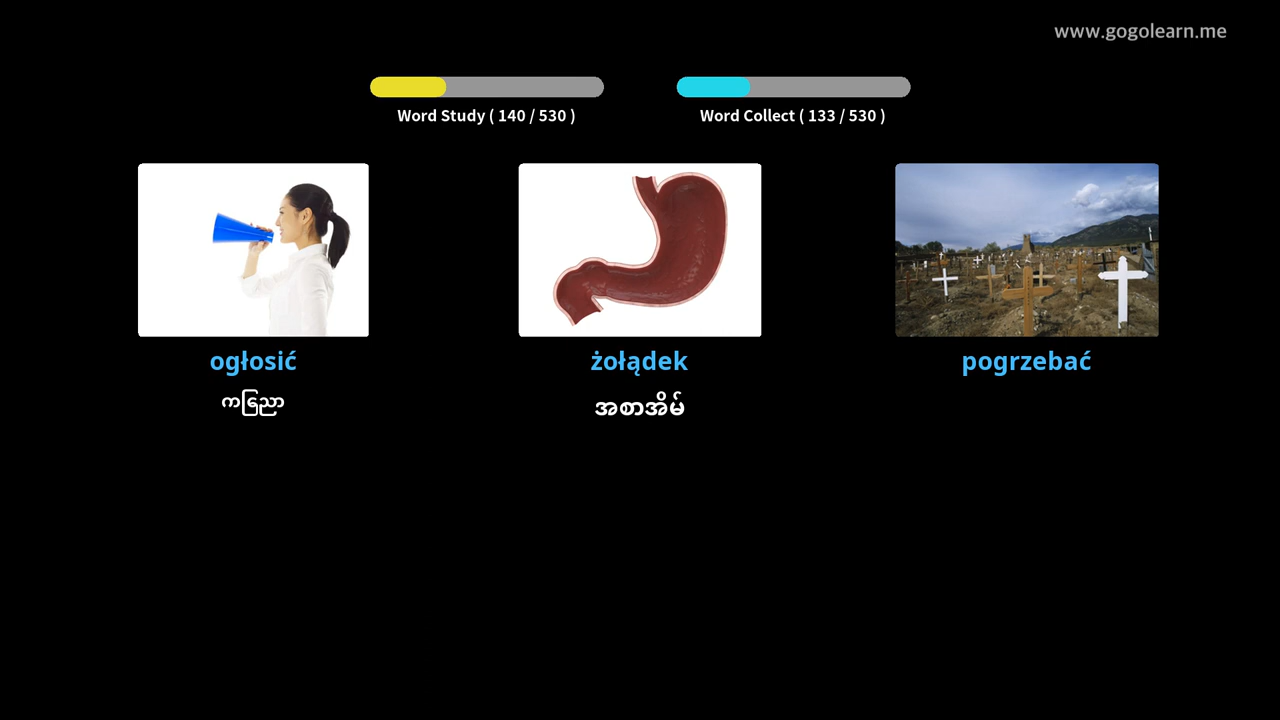 www.gogolearn.me
Word Study ( 140 / 530 )
Word Collect ( 133 / 530 )
ogłosić
żołądek
pogrzebać
ကြေညာ
အစာအိမ်